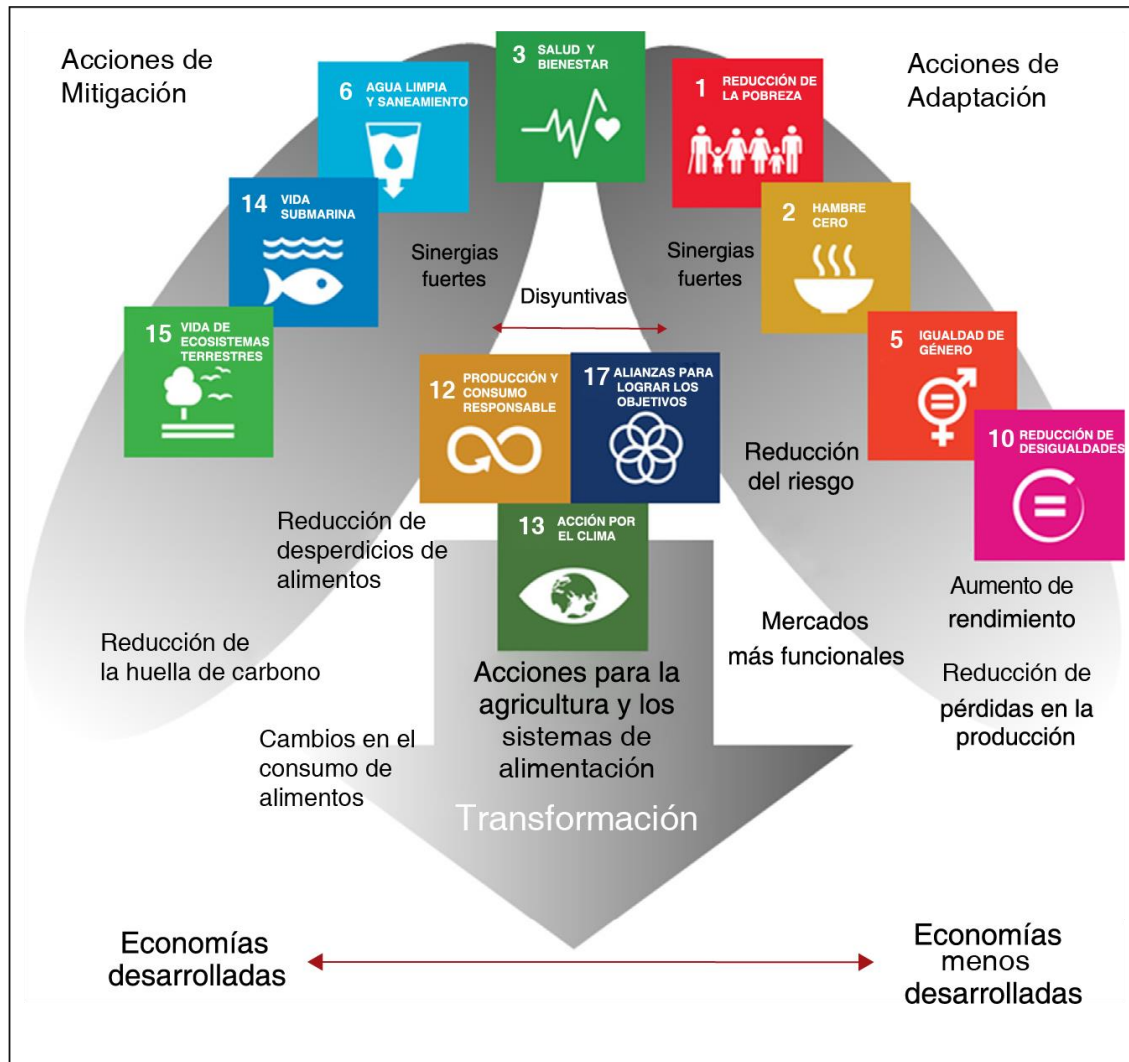 Acciones de
Mitigación
6 AGUA LIMPIA
Y SANEAMIENTO
3 SALUD Y
BIENESTAR
1 REDUCCIÓN DE
LA POBREZA
Acciones de
Adaptación
14 VIDA
SUBMARINA
2 HAMBRE
CERO
Sinergias
fuertes
Sinergias
fuertes
Disyuntivas
15 VIDA DE
ECOSISTEMAS
TERRESTRES
12 PRODUCCIÓN Y
CONSUMO
RESPONSABLE
17 ALIANZAS PARA
LOGRAR LOS
OBJETIVOS
5 IGUALDAD DE
GÉNERO
10 REDUCCIÓN DE
DESIGUALDADES
Reducción
del riesgo
Reducción de
desperdicios de
alimentos
13 ACCIÓN POR
EL CLIMA
Aumento de
rendimiento
Mercados
más funcionales
Reducción de
la huella de carbono
Acciones para la
agricultura y los
sistemas de
alimentación
Reducción de
pérdidas en la
producción
Cambios en el
consumo de
alimentos
Transformación
Economías
desarrolladas
Economías
menos
desarrolladas